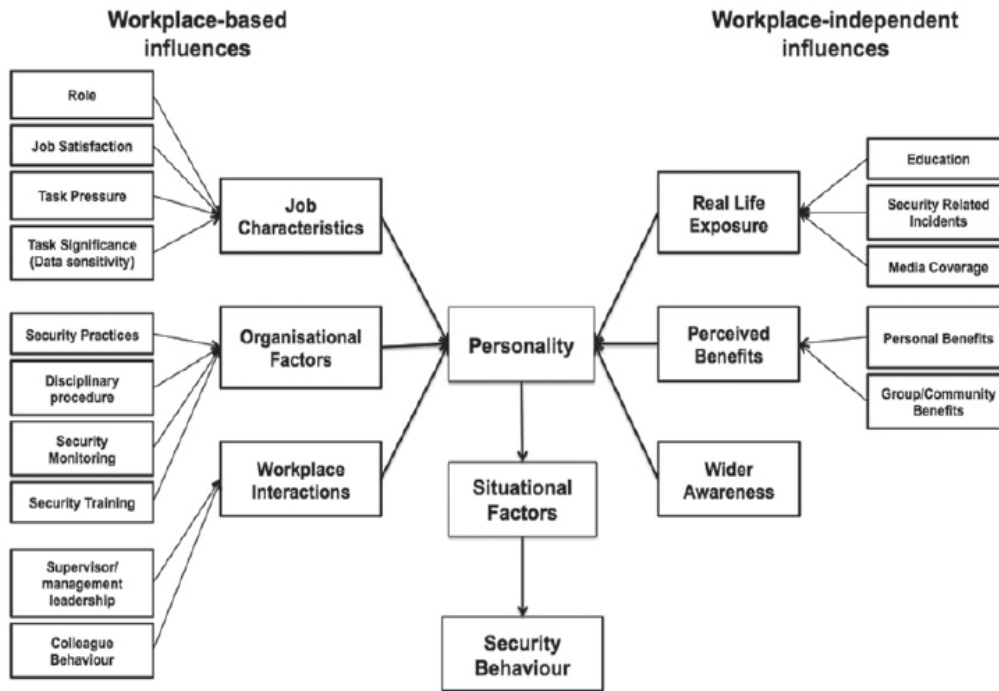 Workplace-based
influences
Workplace-independent
influences
Role
Job Satisfaction
Task Pressure
Task Significance
(Data sensitivity)
Security Practices
Disciplinary
procedure
Security
Monitoring
Security Training
Supervisor/
management
leadership
Colleague
Behaviour
Job
Characteristics
Organisational
Factors
Workplace
Interactions
Personality
Situational
Factors
Security
Behaviour
Real Life
Exposure
Perceived
Benefits
Wider
Awareness
Education
Security Related
Incidents
Media Coverage
Personal Benefits
Group/Community
Benefits